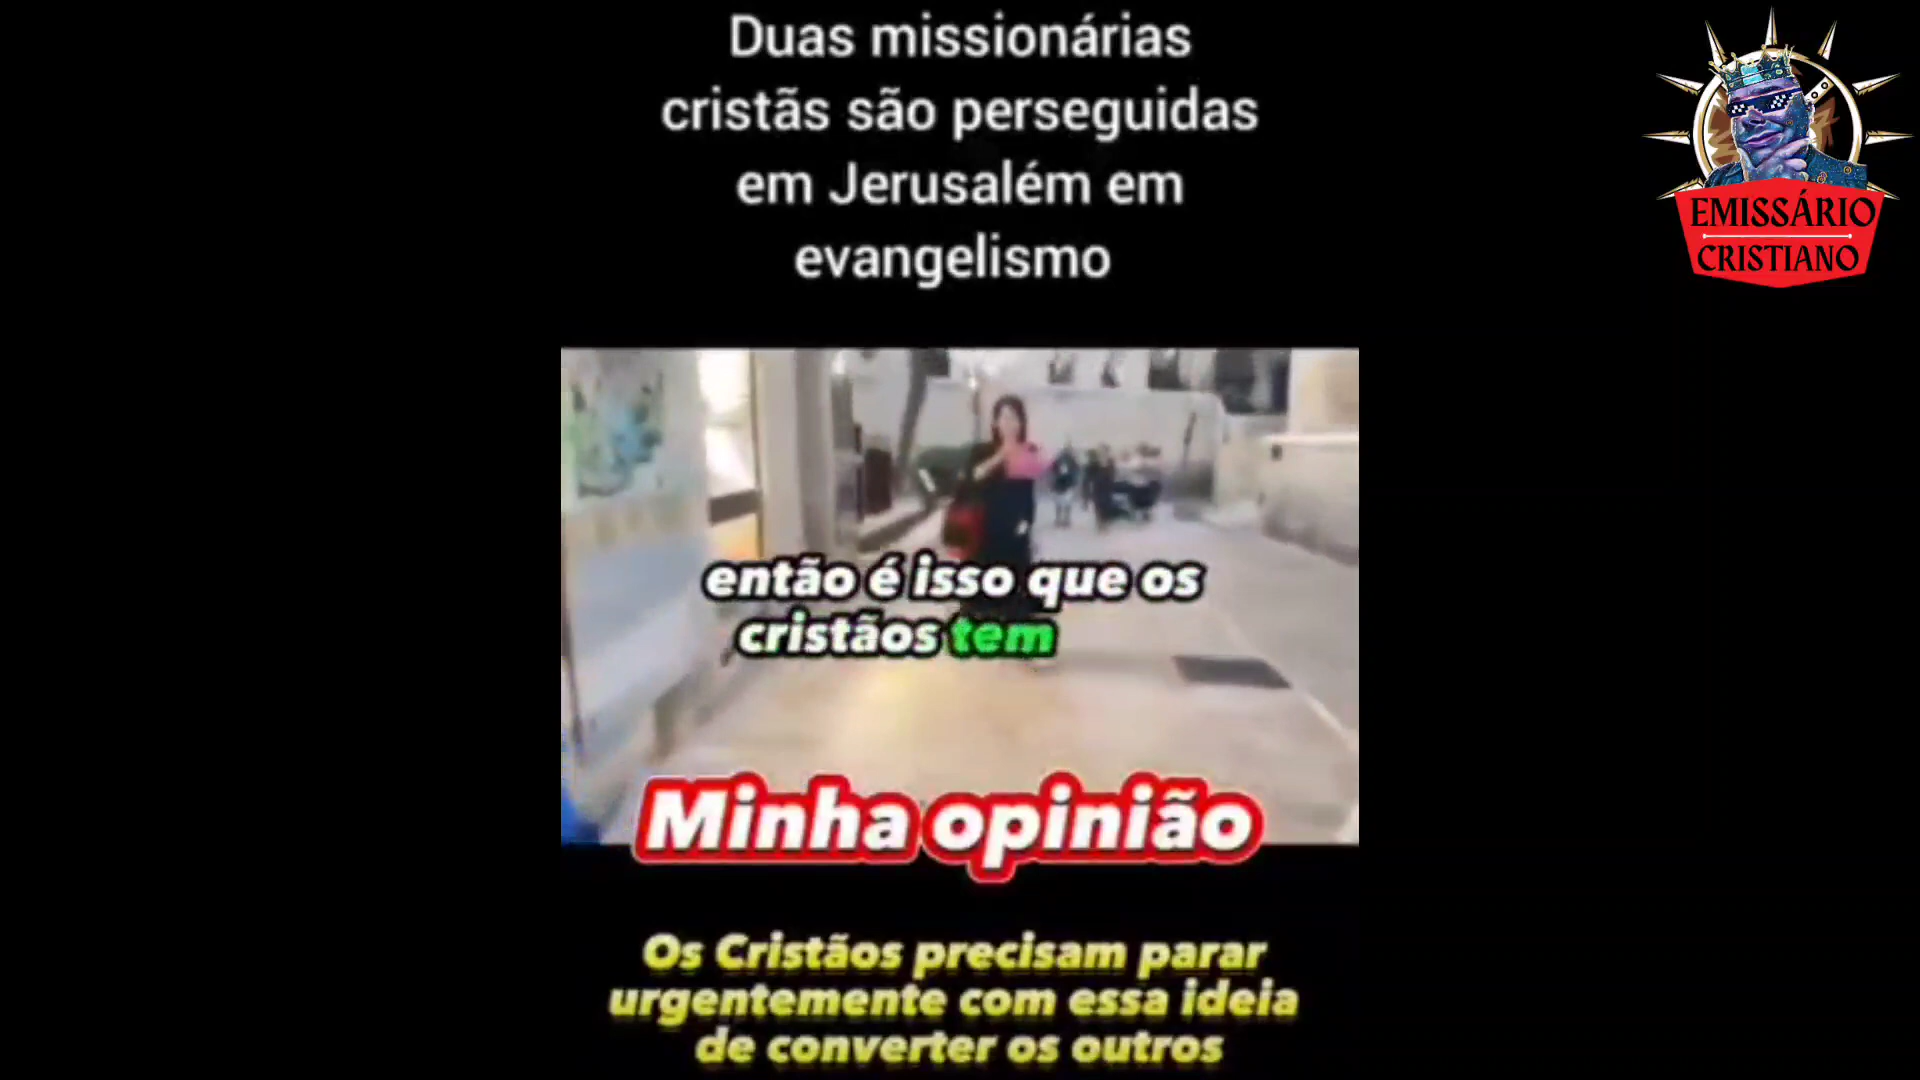 Duas missionárias
cristãs são perseguidas
em Jerusalém em
evangelismo
EMISSÁRIO
CRISTIANO
então é isso que os
cristãos tem
Minha opinião
Os Cristãos precisam parar
urgentemente com essa ideia
de converter os outros